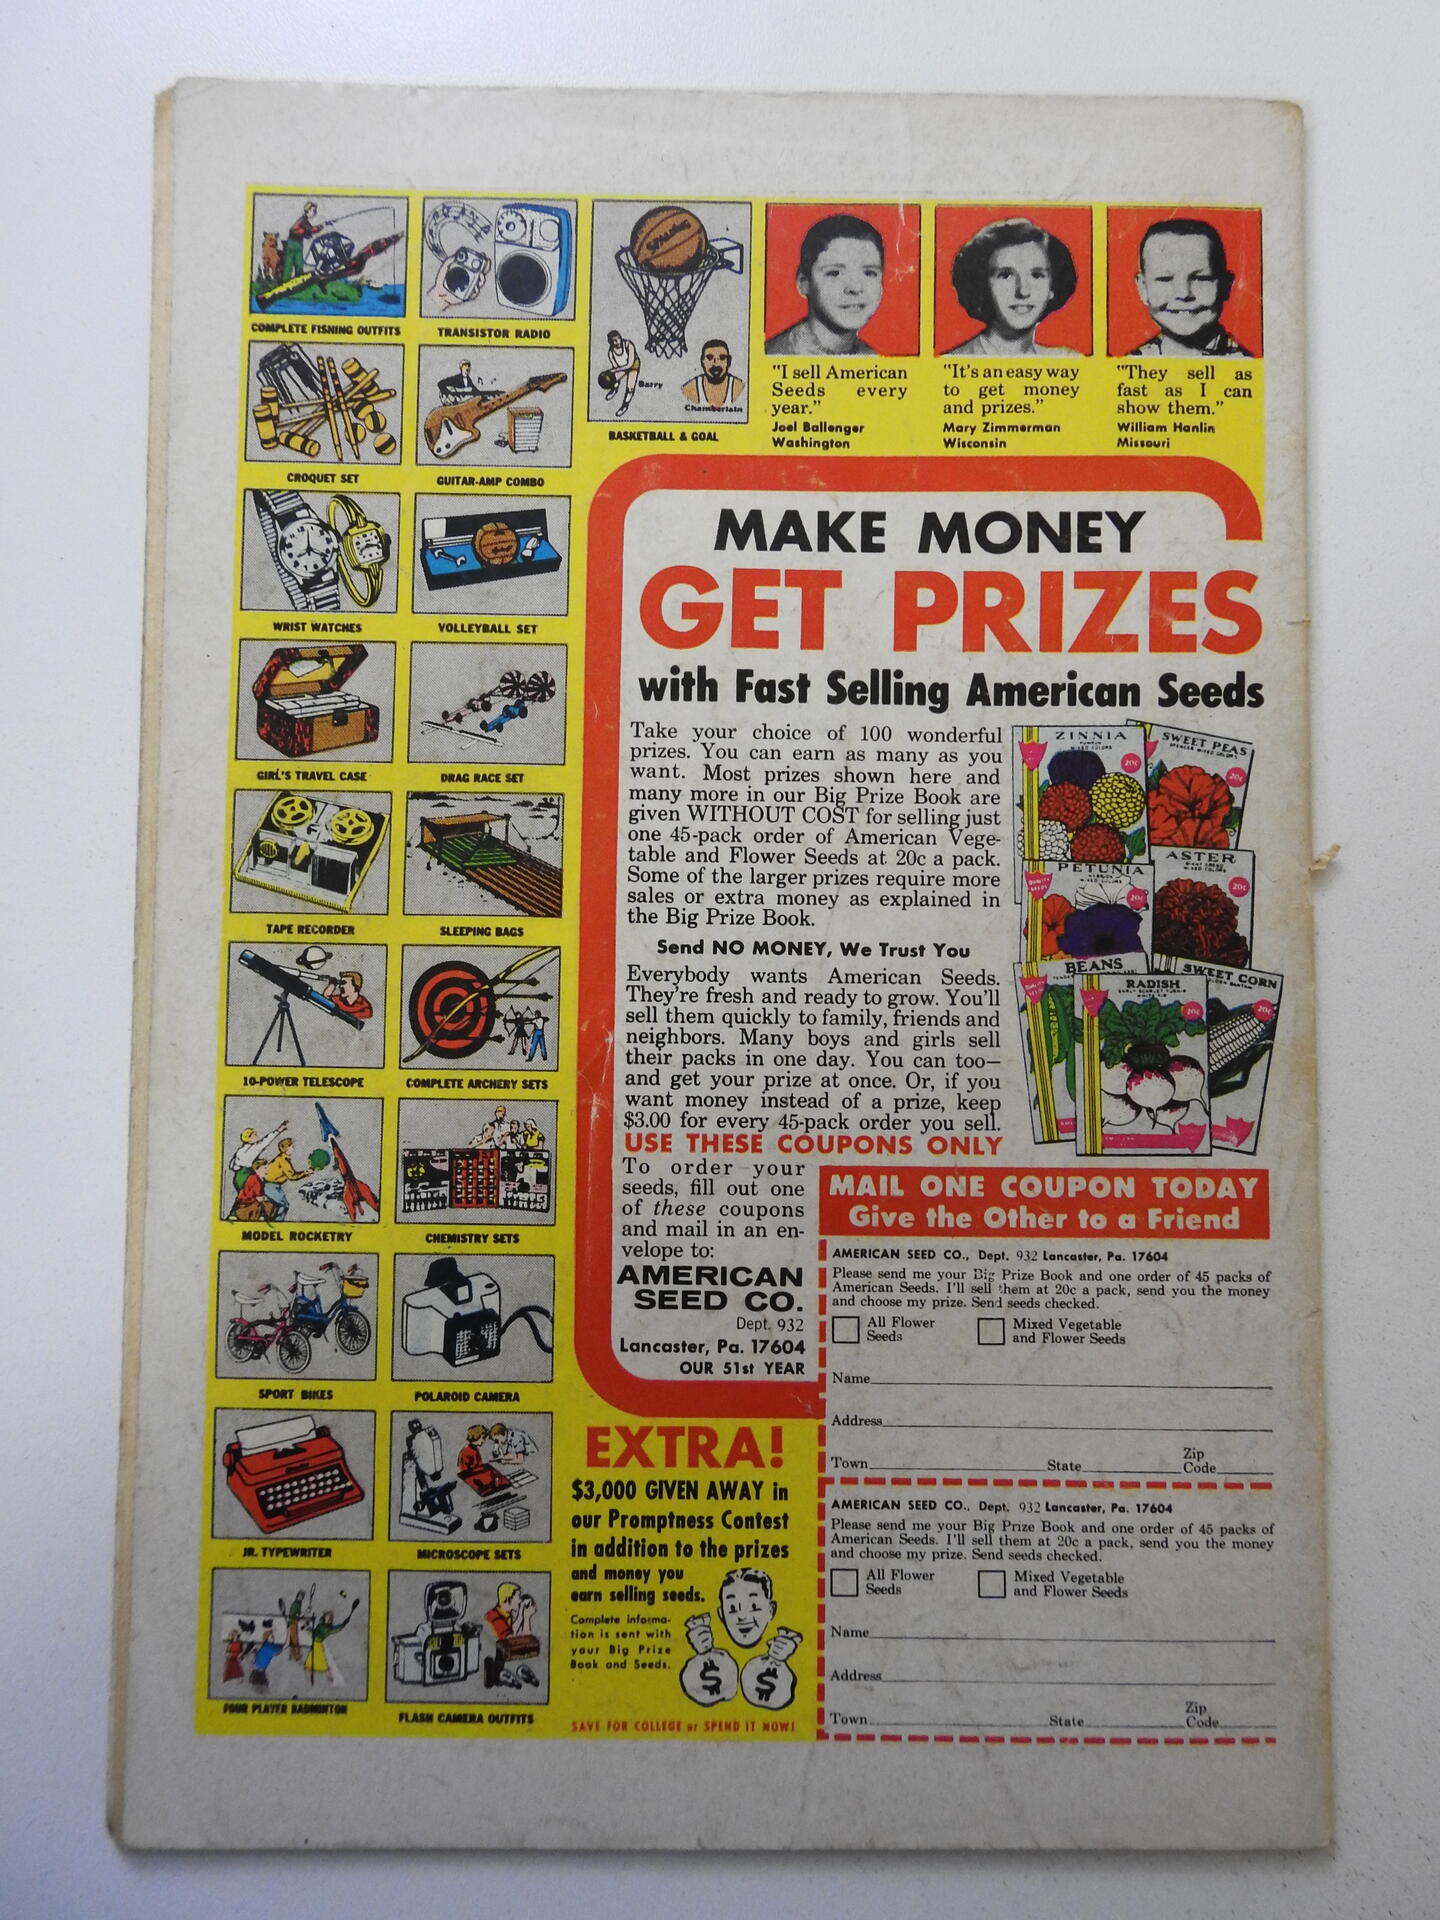 COMPLETE FISHING OUTFITS
TRANSISTOR RADIO
SPALDING
Barry
Chamberlain
BASKETBALL & GOAL
CROQUET SET
GUITAR-AMP COMBO
WRIST WATCHES
VOLLEYBALL SET
GIRL'S TRAVEL CASE
DRAG RACE SET
TAPE RECORDER
SLEEPING BAGS
10-POWER TELESCOPE
COMPLETE ARCHERY SETS
MODEL ROCKETRY
CHEMISTRY SETS
SPORT BIKES
POLAROID CAMERA
JR. TYPEWRITER
MICROSCOPE SETS
FOUR PLAYER BADMINTON
FLASH CAMERA OUTFITS
"I sell American
Seeds every
year."
Joel Ballenger
Washington
"It's an easy way
to get money
and prizes."
Mary Zimmerman
Wisconsin
"They sell as
fast as I can
show them."
William Hanlin
Missouri
MAKE MONEY
GET PRIZES
with Fast Selling American Seeds
Take your choice of 100 wonderful
prizes. You can earn as many as you
want. Most prizes shown here and
many more in our Big Prize Book are
given WITHOUT COST for selling just
one 45-pack order of American Vege-
table and Flower Seeds at 20c a pack.
Some of the larger prizes require more
sales or extra money as explained in
the Big Prize Book.
Send NO MONEY, We Trust You
Everybody wants American Seeds.
They're fresh and ready to grow. You'll
sell them quickly to family, friends and
neighbors. Many boys and girls sell
their packs in one day. You can too—
and get your prize at once. Or, if you
want money instead of a prize, keep
$3.00 for every 45-pack order you sell.
USE THESE COUPONS ONLY
ZINNIA
MIXED COLORS
20c
SWEET PEAS
20c
PETUNIA
MIXED COLORS
20c
ASTER
MIXED COLORS
20c
BEANS
RADISH
20c
SWEET CORN
20c
To order your
seeds, fill out one
of these coupons
and mail in an en-
velope to:
AMERICAN
SEED CO.
Dept. 932
Lancaster, Pa. 17604
OUR 51st YEAR
MAIL ONE COUPON TODAY
Give the Other to a Friend
AMERICAN SEED CO., Dept. 932 Lancaster, Pa. 17604
Please send me your Big Prize Book and one order of 45 packs of
American Seeds. I'll sell them at 20c a pack, send you the money
and choose my prize. Send seeds checked.
All Flower
Seeds
Mixed Vegetable
and Flower Seeds
Name
Address
Town State Zip Code
AMERICAN SEED CO., Dept. 932 Lancaster, Pa. 17604
Please send me your Big Prize Book and one order of 45 packs of
American Seeds. I'll sell them at 20c a pack, send you the money
and choose my prize. Send seeds checked.
All Flower
Seeds
Mixed Vegetable
and Flower Seeds
Name
Address
Town State Zip Code
EXTRA!
$3,000 GIVEN AWAY in
our Promptness Contest
in addition to the prizes
and money you
earn selling seeds.
Complete informa-
tion is sent with
your Big Prize
Book and Seeds.
$ $
SAVE FOR COLLEGE or SPEND IT NOW!